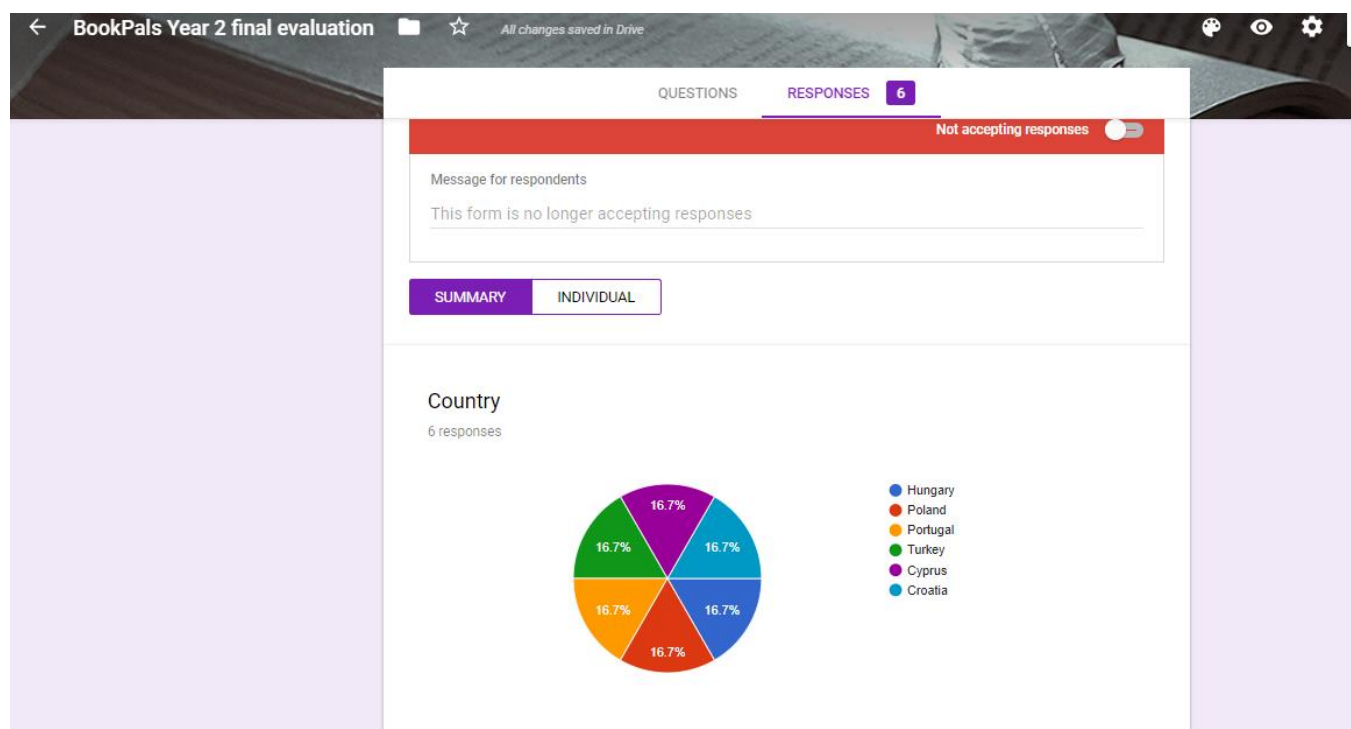 BookPals Year 2 final evaluation All changes saved in Drive
QUESTIONS RESPONSES 6
Not accepting responses
Message for respondents
This form is no longer accepting responses
SUMMARY INDIVIDUAL
Country
6 responses
16.7%
16.7% 16.7%
16.7% 16.7%
16.7%
Hungary
Poland
Portugal
Turkey
Cyprus
Croatia